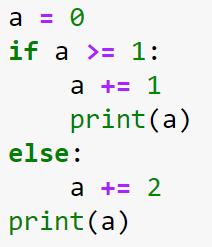 a = 0
if a >= 1:
    a += 1
    print(a)
else:
    a += 2
print(a)